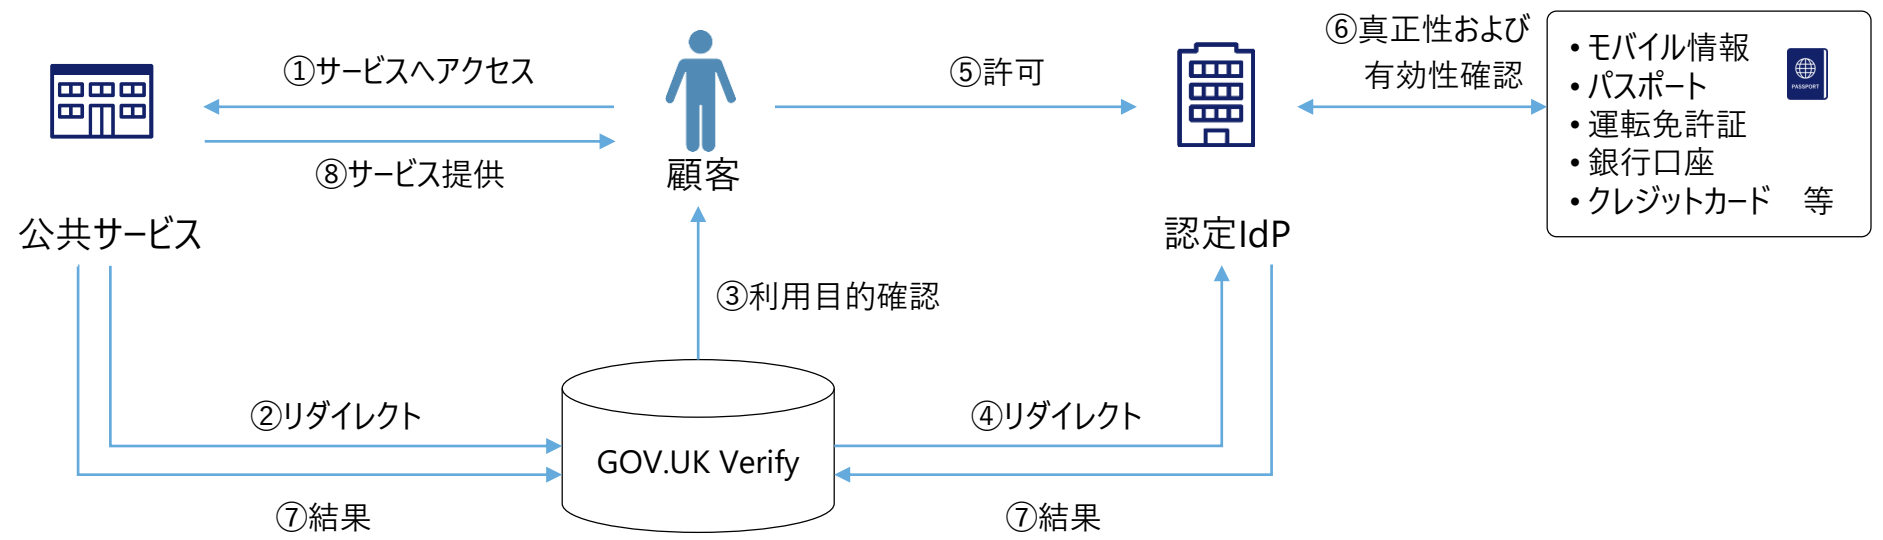 ①サービスへアクセス
⑧サービス提供
公共サービス
顧客
⑤許可
認定IdP
⑥真正性および
有効性確認
• モバイル情報
• パスポート
• 運転免許証
• 銀行口座
• クレジットカード　等
PASSPORT
③利用目的確認
②リダイレクト
④リダイレクト
GOV.UK Verify
⑦結果
⑦結果